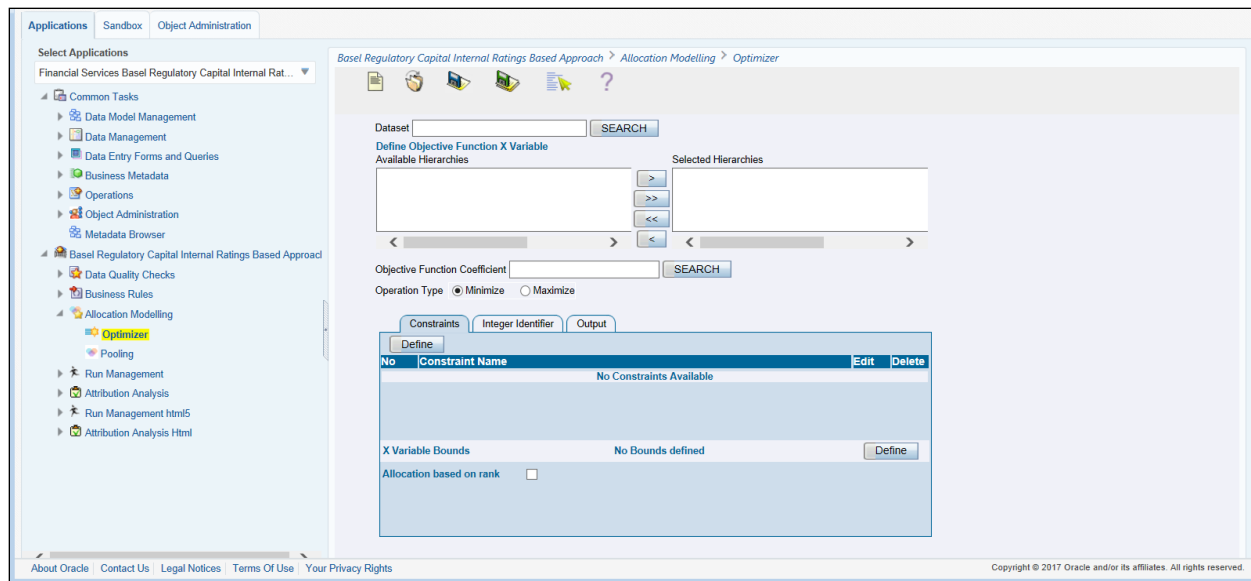 Applications Sandbox Object Administration
Select Applications
Financial Services Basel Regulatory Capital Internal Rat...
Common Tasks
Data Model Management
Data Management
Data Entry Forms and Queries
Business Metadata
Operations
Object Administration
Metadata Browser
Basel Regulatory Capital Internal Ratings Based Approacl
Data Quality Checks
Business Rules
Allocation Modelling
Optimizer
Pooling
Run Management
Attribution Analysis
Run Management html5
Attribution Analysis Html
Basel Regulatory Capital Internal Ratings Based Approach > Allocation Modelling > Optimizer
?
Dataset SEARCH
Define Objective Function X Variable
Available Hierarchies Selected Hierarchies
>
>>
<<
<
Objective Function Coefficient SEARCH
Operation Type Minimize Maximize
Constraints Integer Identifier Output
Define
No Constraint Name Edit Delete
No Constraints Available
X Variable Bounds No Bounds defined Define
Allocation based on rank
About Oracle Contact Us Legal Notices Terms Of Use Your Privacy Rights
Copyright © 2017 Oracle and/or its affiliates. All rights reserved.